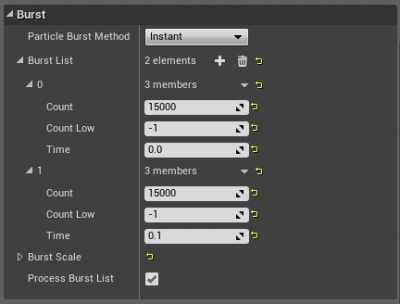 Burst
Particle Burst Method Instant
Burst List 2 elements
0 3 members
Count 15000
Count Low -1
Time 0.0
1 3 members
Count 15000
Count Low -1
Time 0.1
Burst Scale
Process Burst List